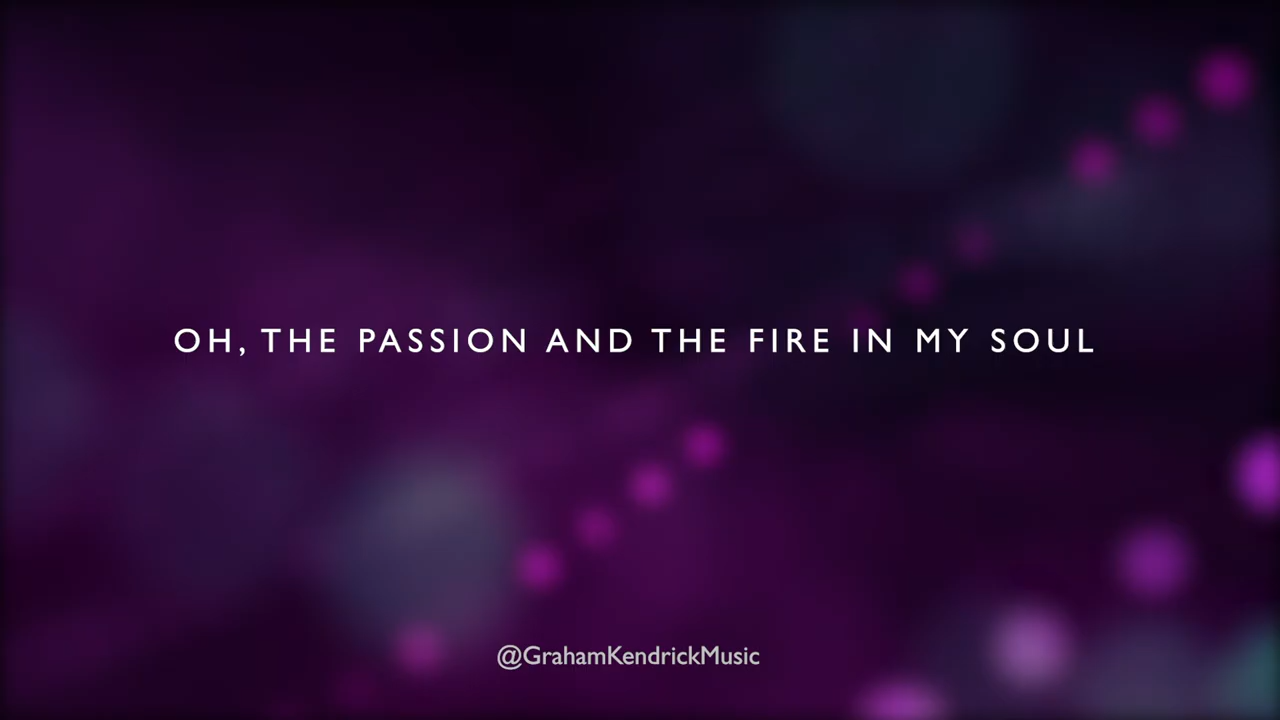 OH, THE PASSION AND THE FIRE IN MY SOUL
@GrahamKendrickMusic